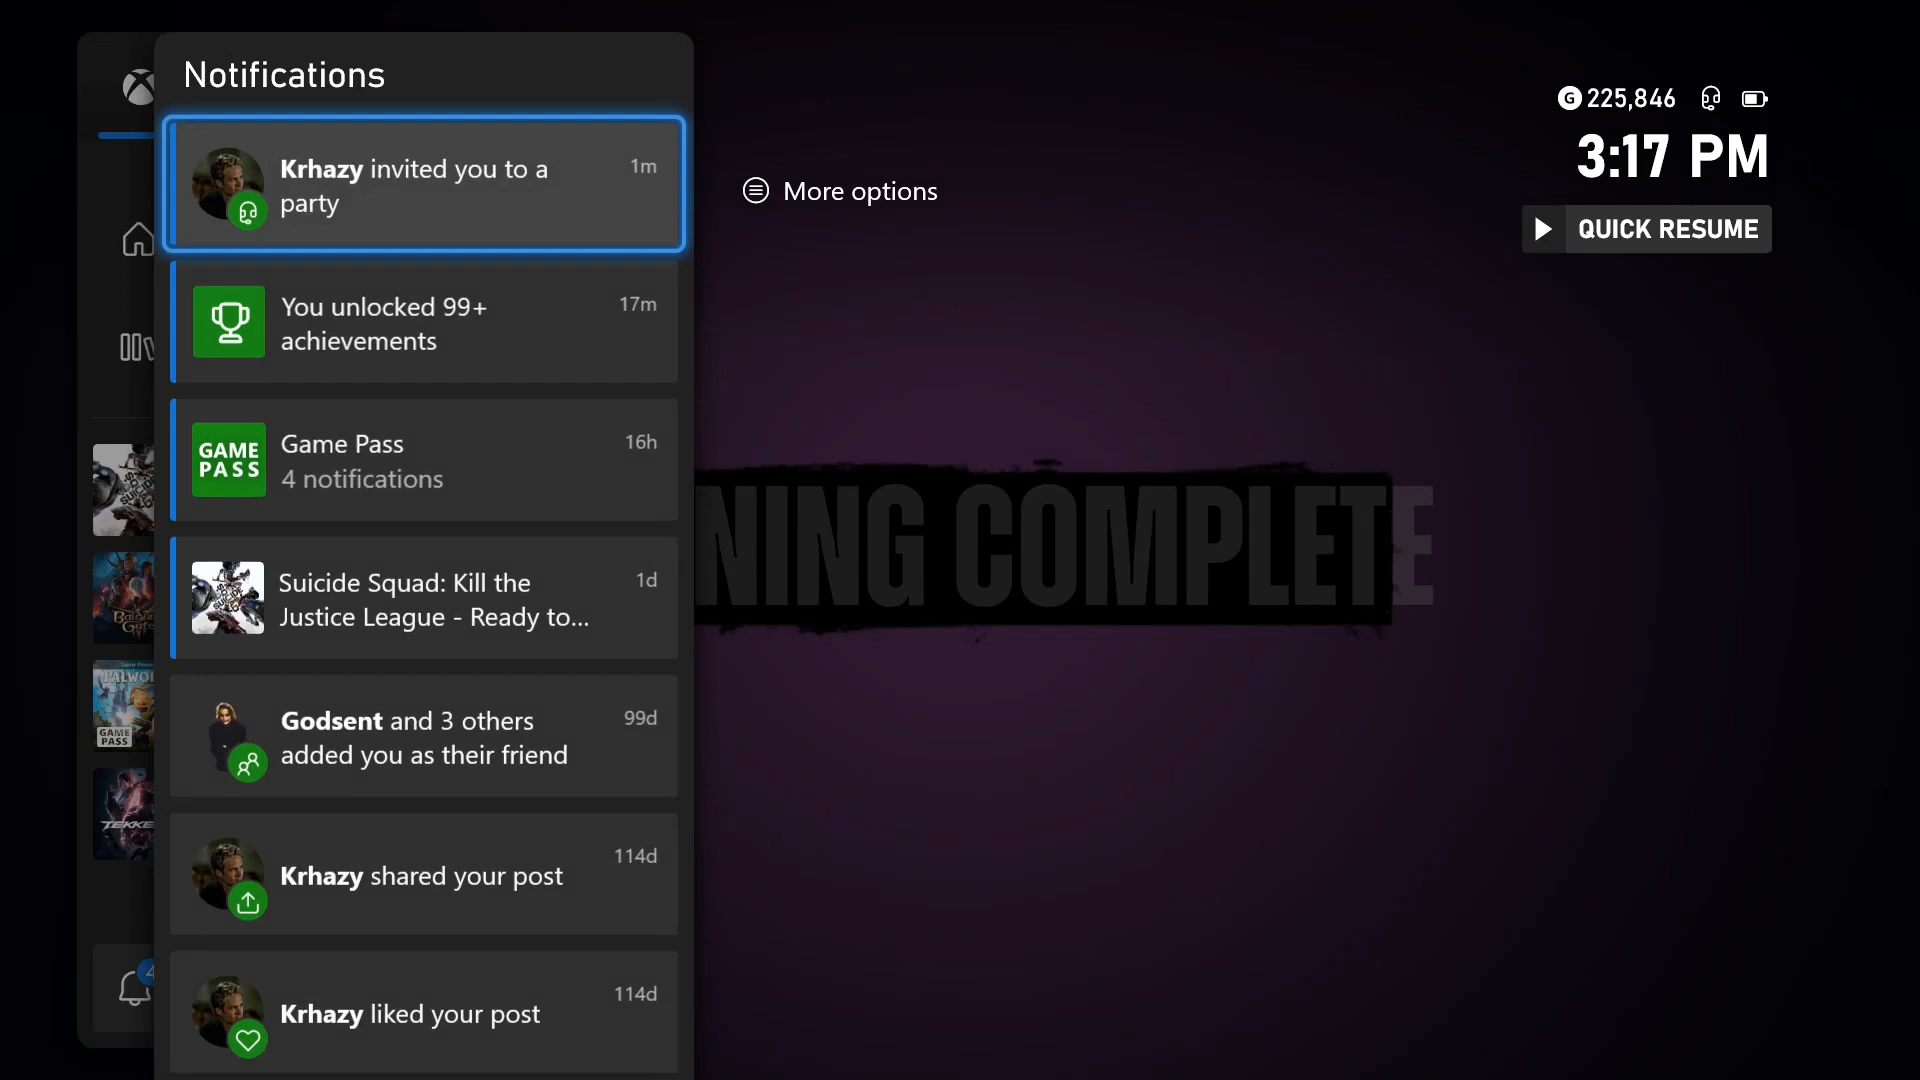 Notifications
Krhazy invited you to a
party
1m
You unlocked 99+
achievements
17m
GAME
PASS
Game Pass
4 notifications
16h
Suicide Squad: Kill the
Justice League - Ready to...
1d
Godsent and 3 others
added you as their friend
99d
Krhazy shared your post
114d
Krhazy liked your post
114d
More options
G 225,846
3:17 PM
QUICK RESUME
NING COMPLETE
GAME
PASS
4